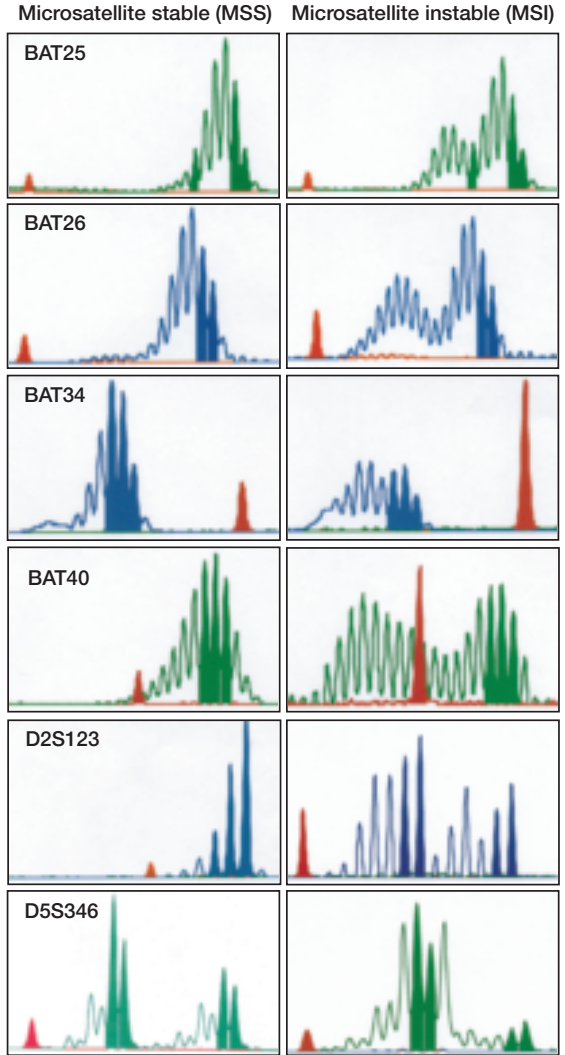 Microsatellite stable (MSS) Microsatellite instable (MSI)
BAT25
BAT26
BAT34
BAT40
D2S123
D5S346